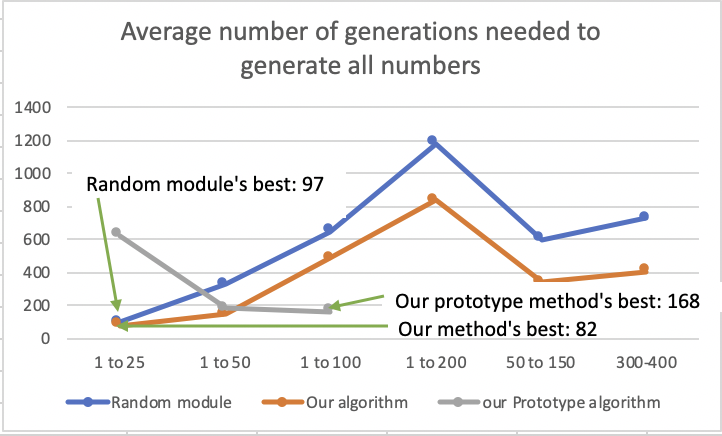 Average number of generations needed to
generate all numbers
1400
1200
1000
800
600
400
200
0
Random module's best: 97
Our prototype method's best: 168
Our method's best: 82
1 to 25 1 to 50 1 to 100 1 to 200 50 to 150 300-400
Random module Our algorithm our Prototype algorithm